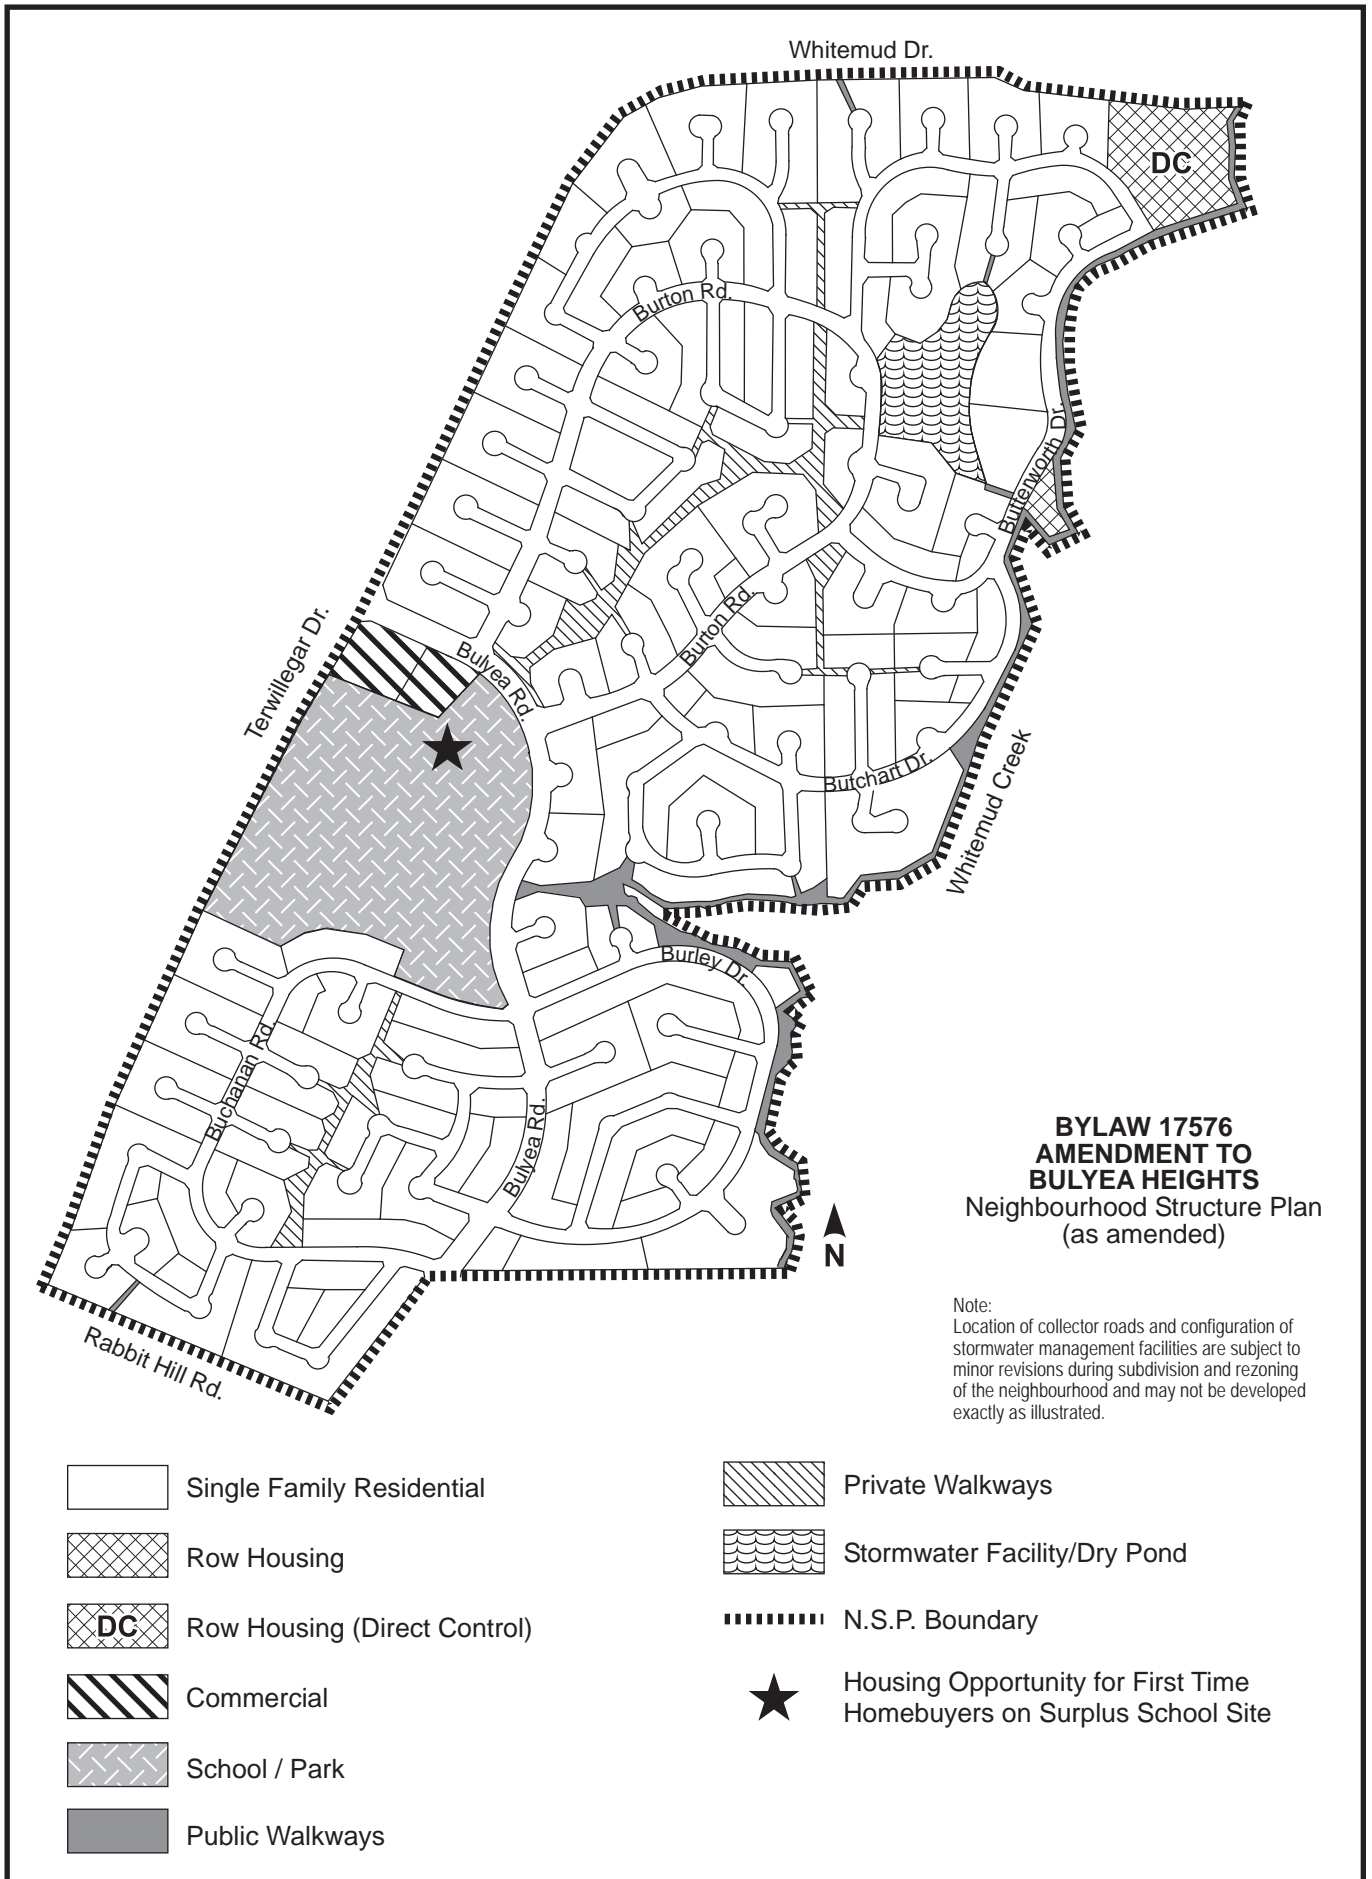 Whitemud Dr.
DC
Burton Rd.
Butterworth Dr.
Terwillegar Dr.
Bulyea Rd.
Burton Rd.
Butchart Dr.
Whitemud Creek
Burley Dr.
Buchanan Rd.
Bulyea Rd.
Rabbit Hill Rd.
N
BYLAW 17576
AMENDMENT TO
BULYEA HEIGHTS
Neighbourhood Structure Plan
(as amended)
Note:
Location of collector roads and configuration of
stormwater management facilities are subject to
minor revisions during subdivision and rezoning
of the neighbourhood and may not be developed
exactly as illustrated.
Single Family Residential
Row Housing
DC
Row Housing (Direct Control)
Commercial
School / Park
Public Walkways
Private Walkways
Stormwater Facility/Dry Pond
N.S.P. Boundary
Housing Opportunity for First Time
Homebuyers on Surplus School Site